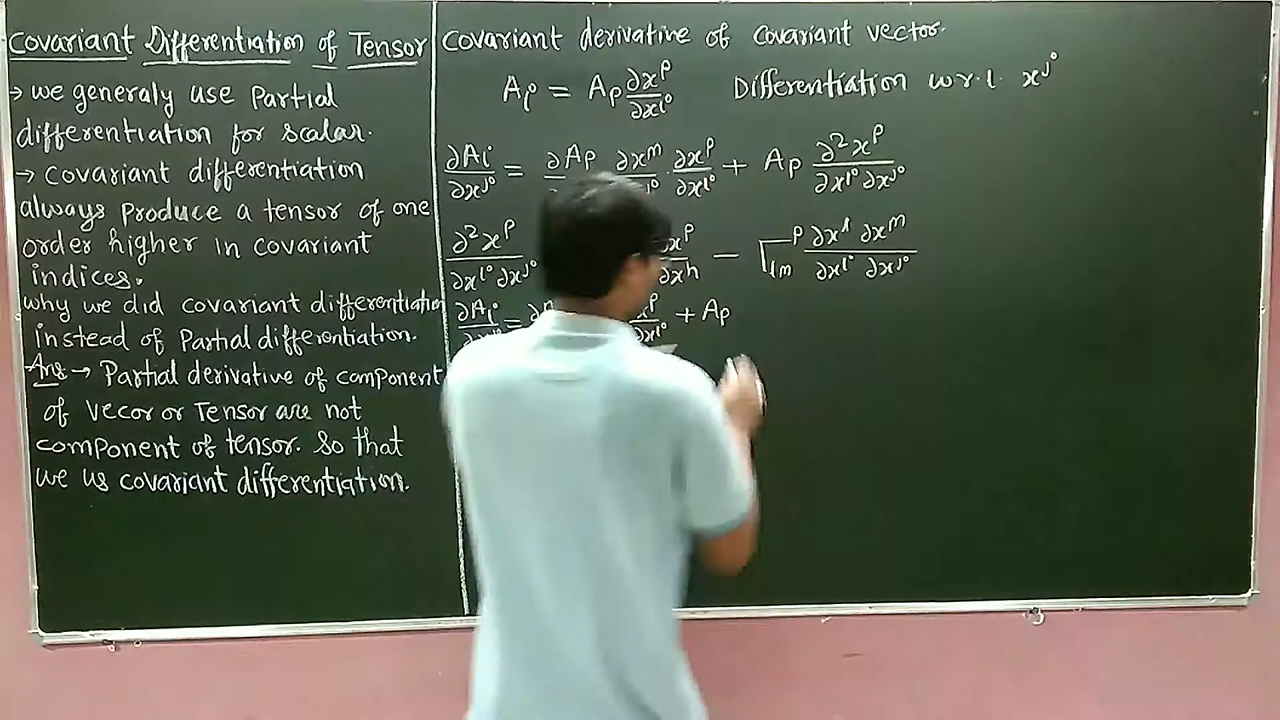 Covariant Differentiation of Tensor
→ we generaly use Partial
differentiation for scalar.
→ covariant differentiation
always produce a tensor of one
order higher in covariant
indices.
why we did covariant differentiation
instead of Partial differentiation.
Ans → Partial derivative of component
of vecor or Tensor are not
component of tensor. So that
we us covariant differentiation.
covariant derivative of covariant vector.
Ai = Ap ∂x^p/∂x^i Differentiation w.r.t. x^j
∂Ai/∂x^j = ∂Ap ∂x^m . ∂x^p/∂x^i + Ap ∂²x^p/∂x^i ∂x^j
∂²x^p/∂x^i ∂x^j ∂x^p/∂x^h − Γ^p_lm ∂x^l ∂x^m/∂x^i ∂x^j
∂Ai = ∂x^i + Ap